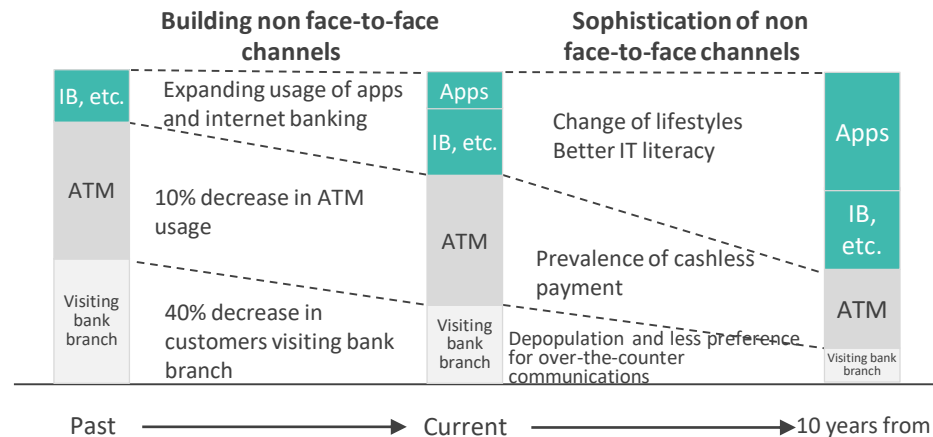 Building non face-to-face
channels
Sophistication of non
face-to-face channels
IB, etc.
ATM
Visiting
bank
branch
Expanding usage of apps
and internet banking
10% decrease in ATM
usage
40% decrease in
customers visiting bank
branch
Apps
IB, etc.
ATM
Visiting
bank
branch
Change of lifestyles
Better IT literacy
Prevalence of cashless
payment
Depopulation and less preference
for over-the-counter
communications
Apps
IB,
etc.
ATM
Visiting bank
branch
Past
Current
10 years from